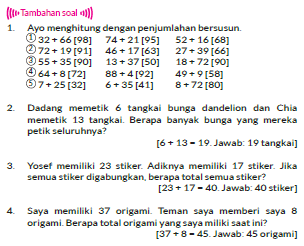 Tambahan soal
1. Ayo menghitung dengan penjumlahan bersusun.
① 32 + 66 [98] 74 + 21 [95] 52 + 16 [68]
② 72 + 19 [91] 46 + 17 [63] 27 + 39 [66]
③ 55 + 35 [90] 13 + 37 [50] 18 + 72 [90]
④ 64 + 8 [72] 88 + 4 [92] 49 + 9 [58]
⑤ 7 + 25 [32] 6 + 35 [41] 8 + 72 [80]
2. Dadang memetik 6 tangkai bunga dandelion dan Chia
memetik 13 tangkai. Berapa banyak bunga yang mereka
petik seluruhnya?
[6 + 13 = 19. Jawab: 19 tangkai]
3. Yosef memiliki 23 stiker. Adiknya memiliki 17 stiker. Jika
semua stiker digabungkan, berapa total semua stiker?
[23 + 17 = 40. Jawab: 40 stiker]
4. Saya memiliki 37 origami. Teman saya memberi saya 8
origami. Berapa total origami yang saya miliki saat ini?
[37 + 8 = 45. Jawab: 45 origami]